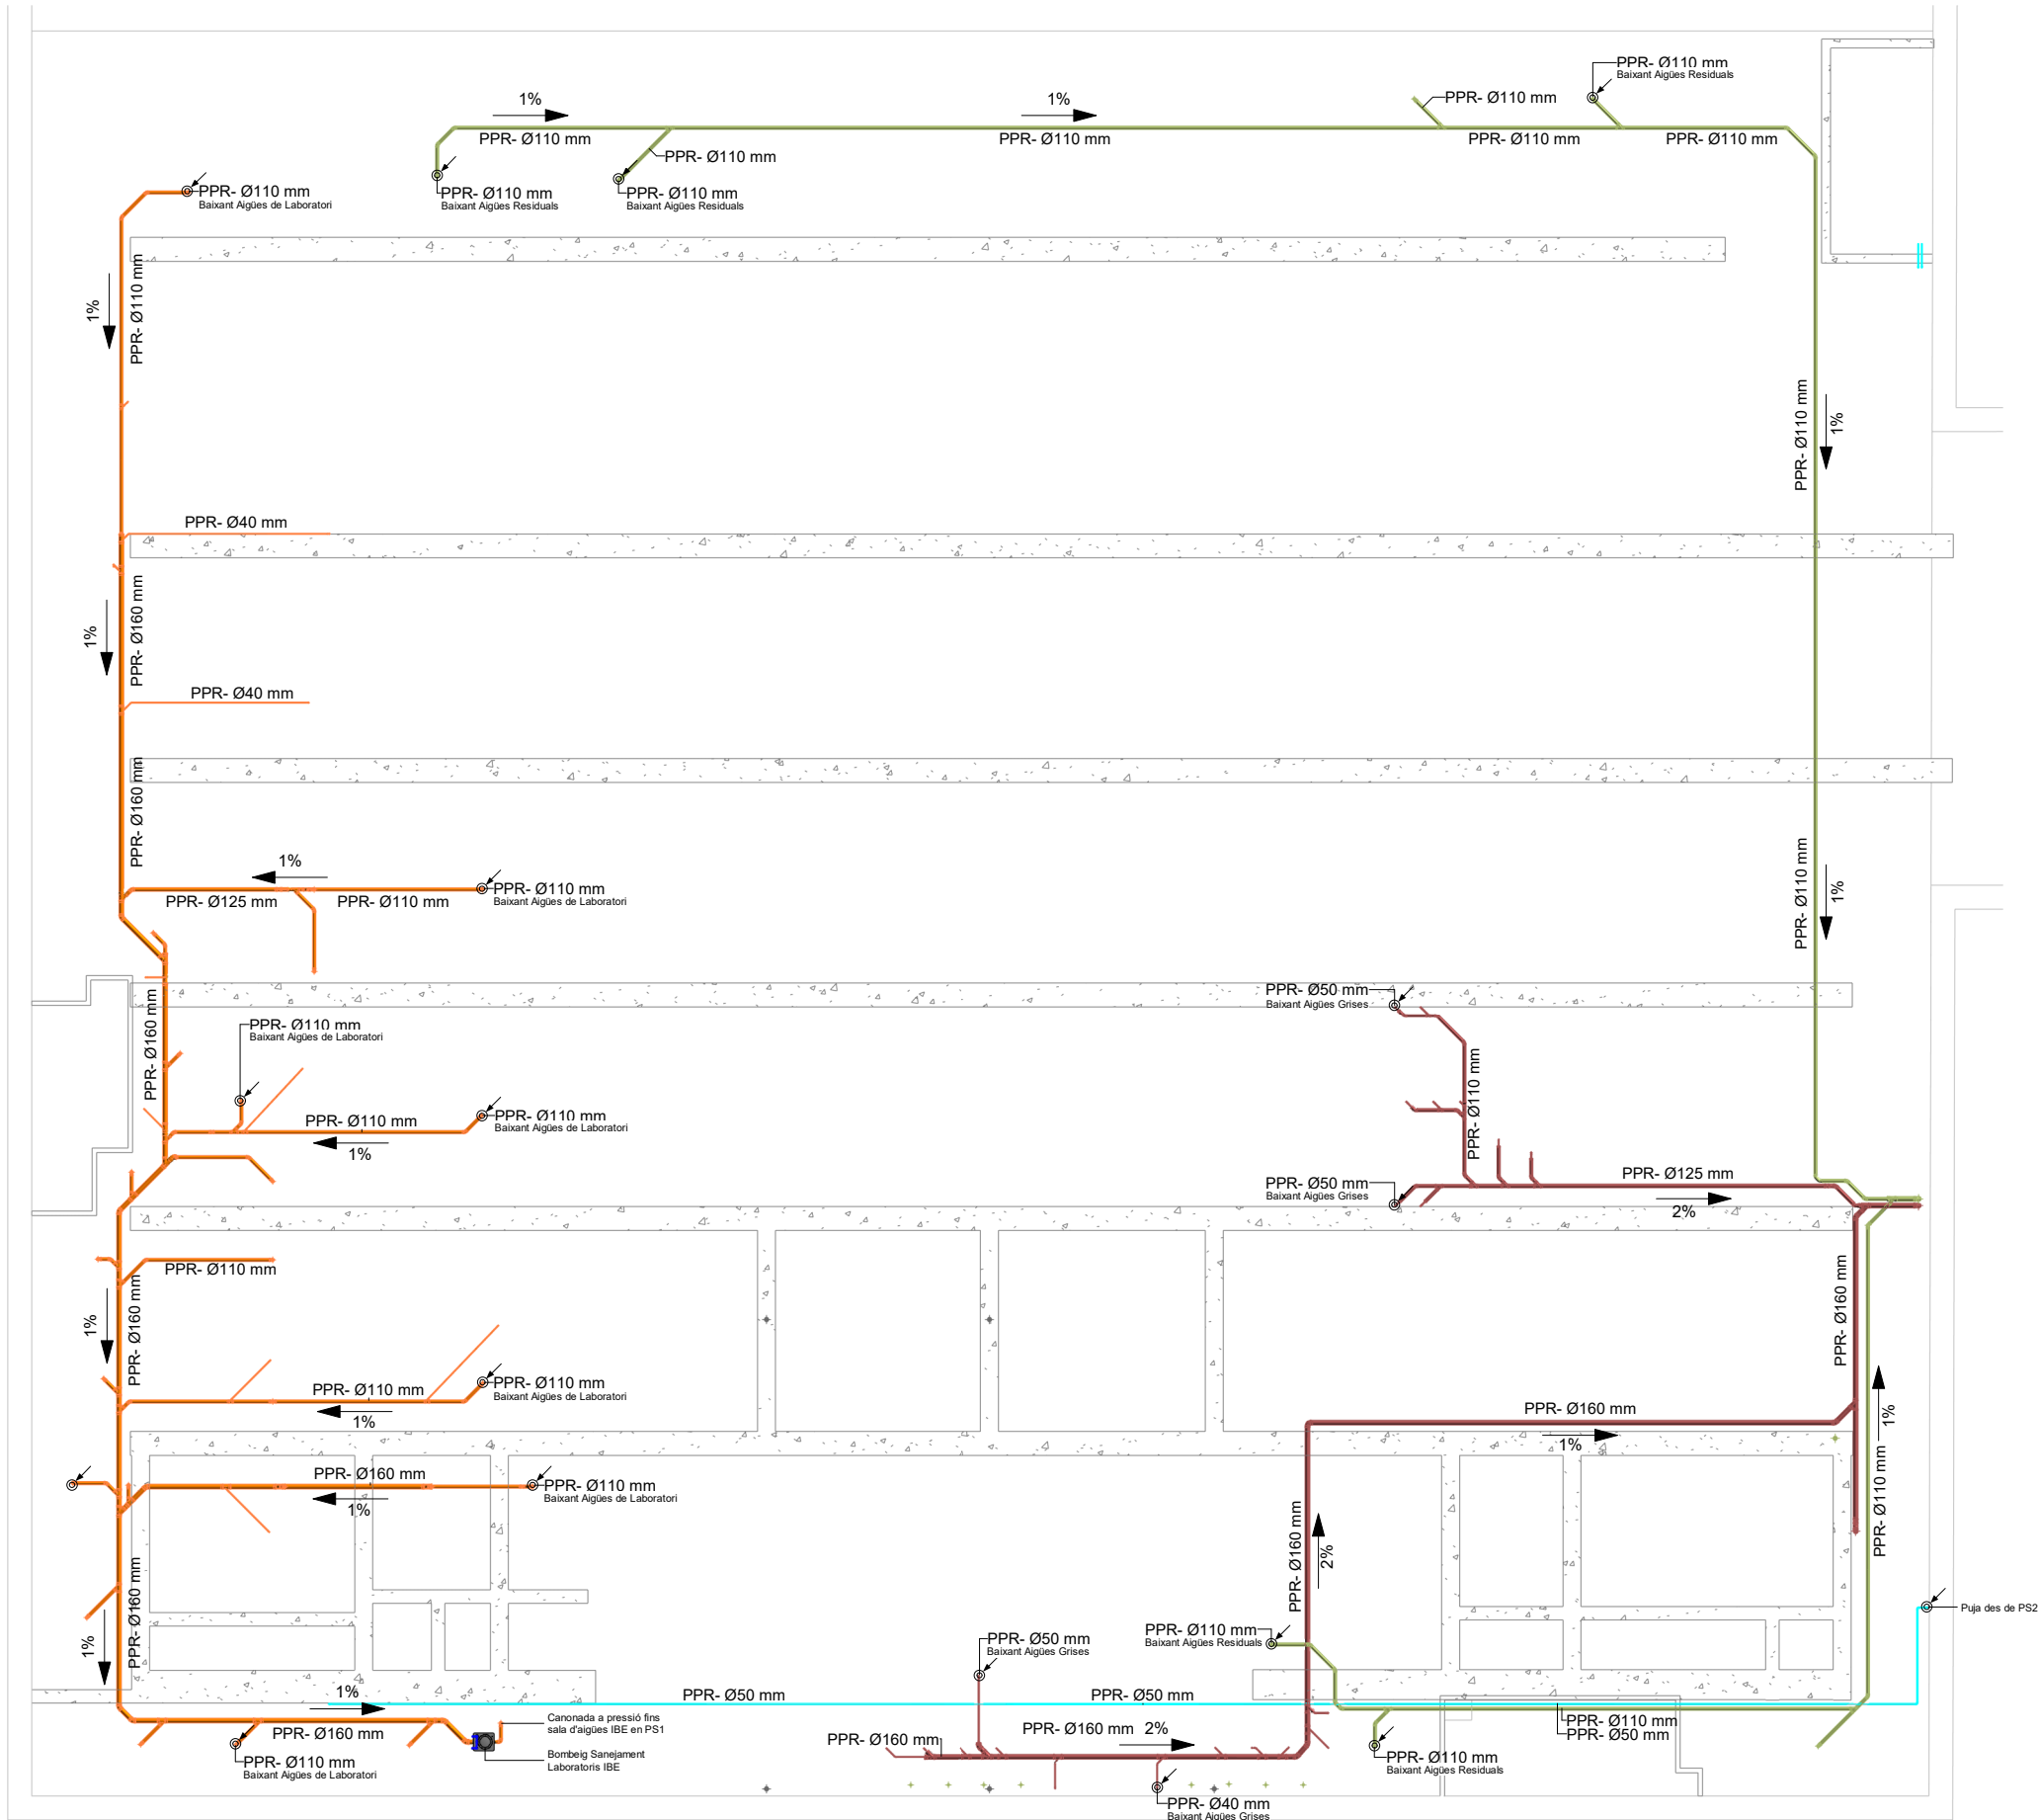 PPR- Ø110 mm
Baixant Aigües Residuals
1%
1%
PPR- Ø110 mm
PPR- Ø110 mm
PPR- Ø110 mm
PPR- Ø110 mm
PPR- Ø110 mm
PPR- Ø110 mm
PPR- Ø110 mm
Baixant Aigües de Laboratori
PPR- Ø110 mm
Baixant Aigües Residuals
PPR- Ø110 mm
Baixant Aigües Residuals
1%
PPR- Ø110 mm
PPR- Ø110 mm
1%
PPR- Ø40 mm
1%
PPR- Ø160 mm
PPR- Ø40 mm
PPR- Ø160 mm
1%
PPR- Ø125 mm
PPR- Ø110 mm
PPR- Ø110 mm
Baixant Aigües de Laboratori
PPR- Ø110 mm
1%
PPR- Ø50 mm
Baixant Aigües Grises
PPR- Ø160 mm
PPR- Ø110 mm
Baixant Aigües de Laboratori
PPR- Ø110 mm
PPR- Ø110 mm
Baixant Aigües de Laboratori
1%
PPR- Ø110 mm
PPR- Ø50 mm
Baixant Aigües Grises
PPR- Ø125 mm
2%
PPR- Ø110 mm
1%
PPR- Ø160 mm
PPR- Ø160 mm
PPR- Ø110 mm
1%
PPR- Ø110 mm
Baixant Aigües de Laboratori
PPR- Ø160 mm
1%
1%
PPR- Ø110 mm
PPR- Ø160 mm
1%
PPR- Ø110 mm
Baixant Aigües de Laboratori
PPR- Ø160 mm
2%
1%
PPR- Ø160 mm
Puja des de PS2
PPR- Ø110 mm
Baixant Aigües Residuals
PPR- Ø50 mm
Baixant Aigües Grises
1%
PPR- Ø50 mm
PPR- Ø50 mm
PPR- Ø160 mm
Canonada a pressió fins
sala d'aigües IBE en PS1
PPR- Ø160 mm
2%
PPR- Ø160 mm
PPR- Ø110 mm
PPR- Ø50 mm
PPR- Ø110 mm
Baixant Aigües de Laboratori
Bombeig Sanejament
Laboratoris IBE
PPR- Ø110 mm
Baixant Aigües Residuals
PPR- Ø40 mm
Baixant Aigües Grises